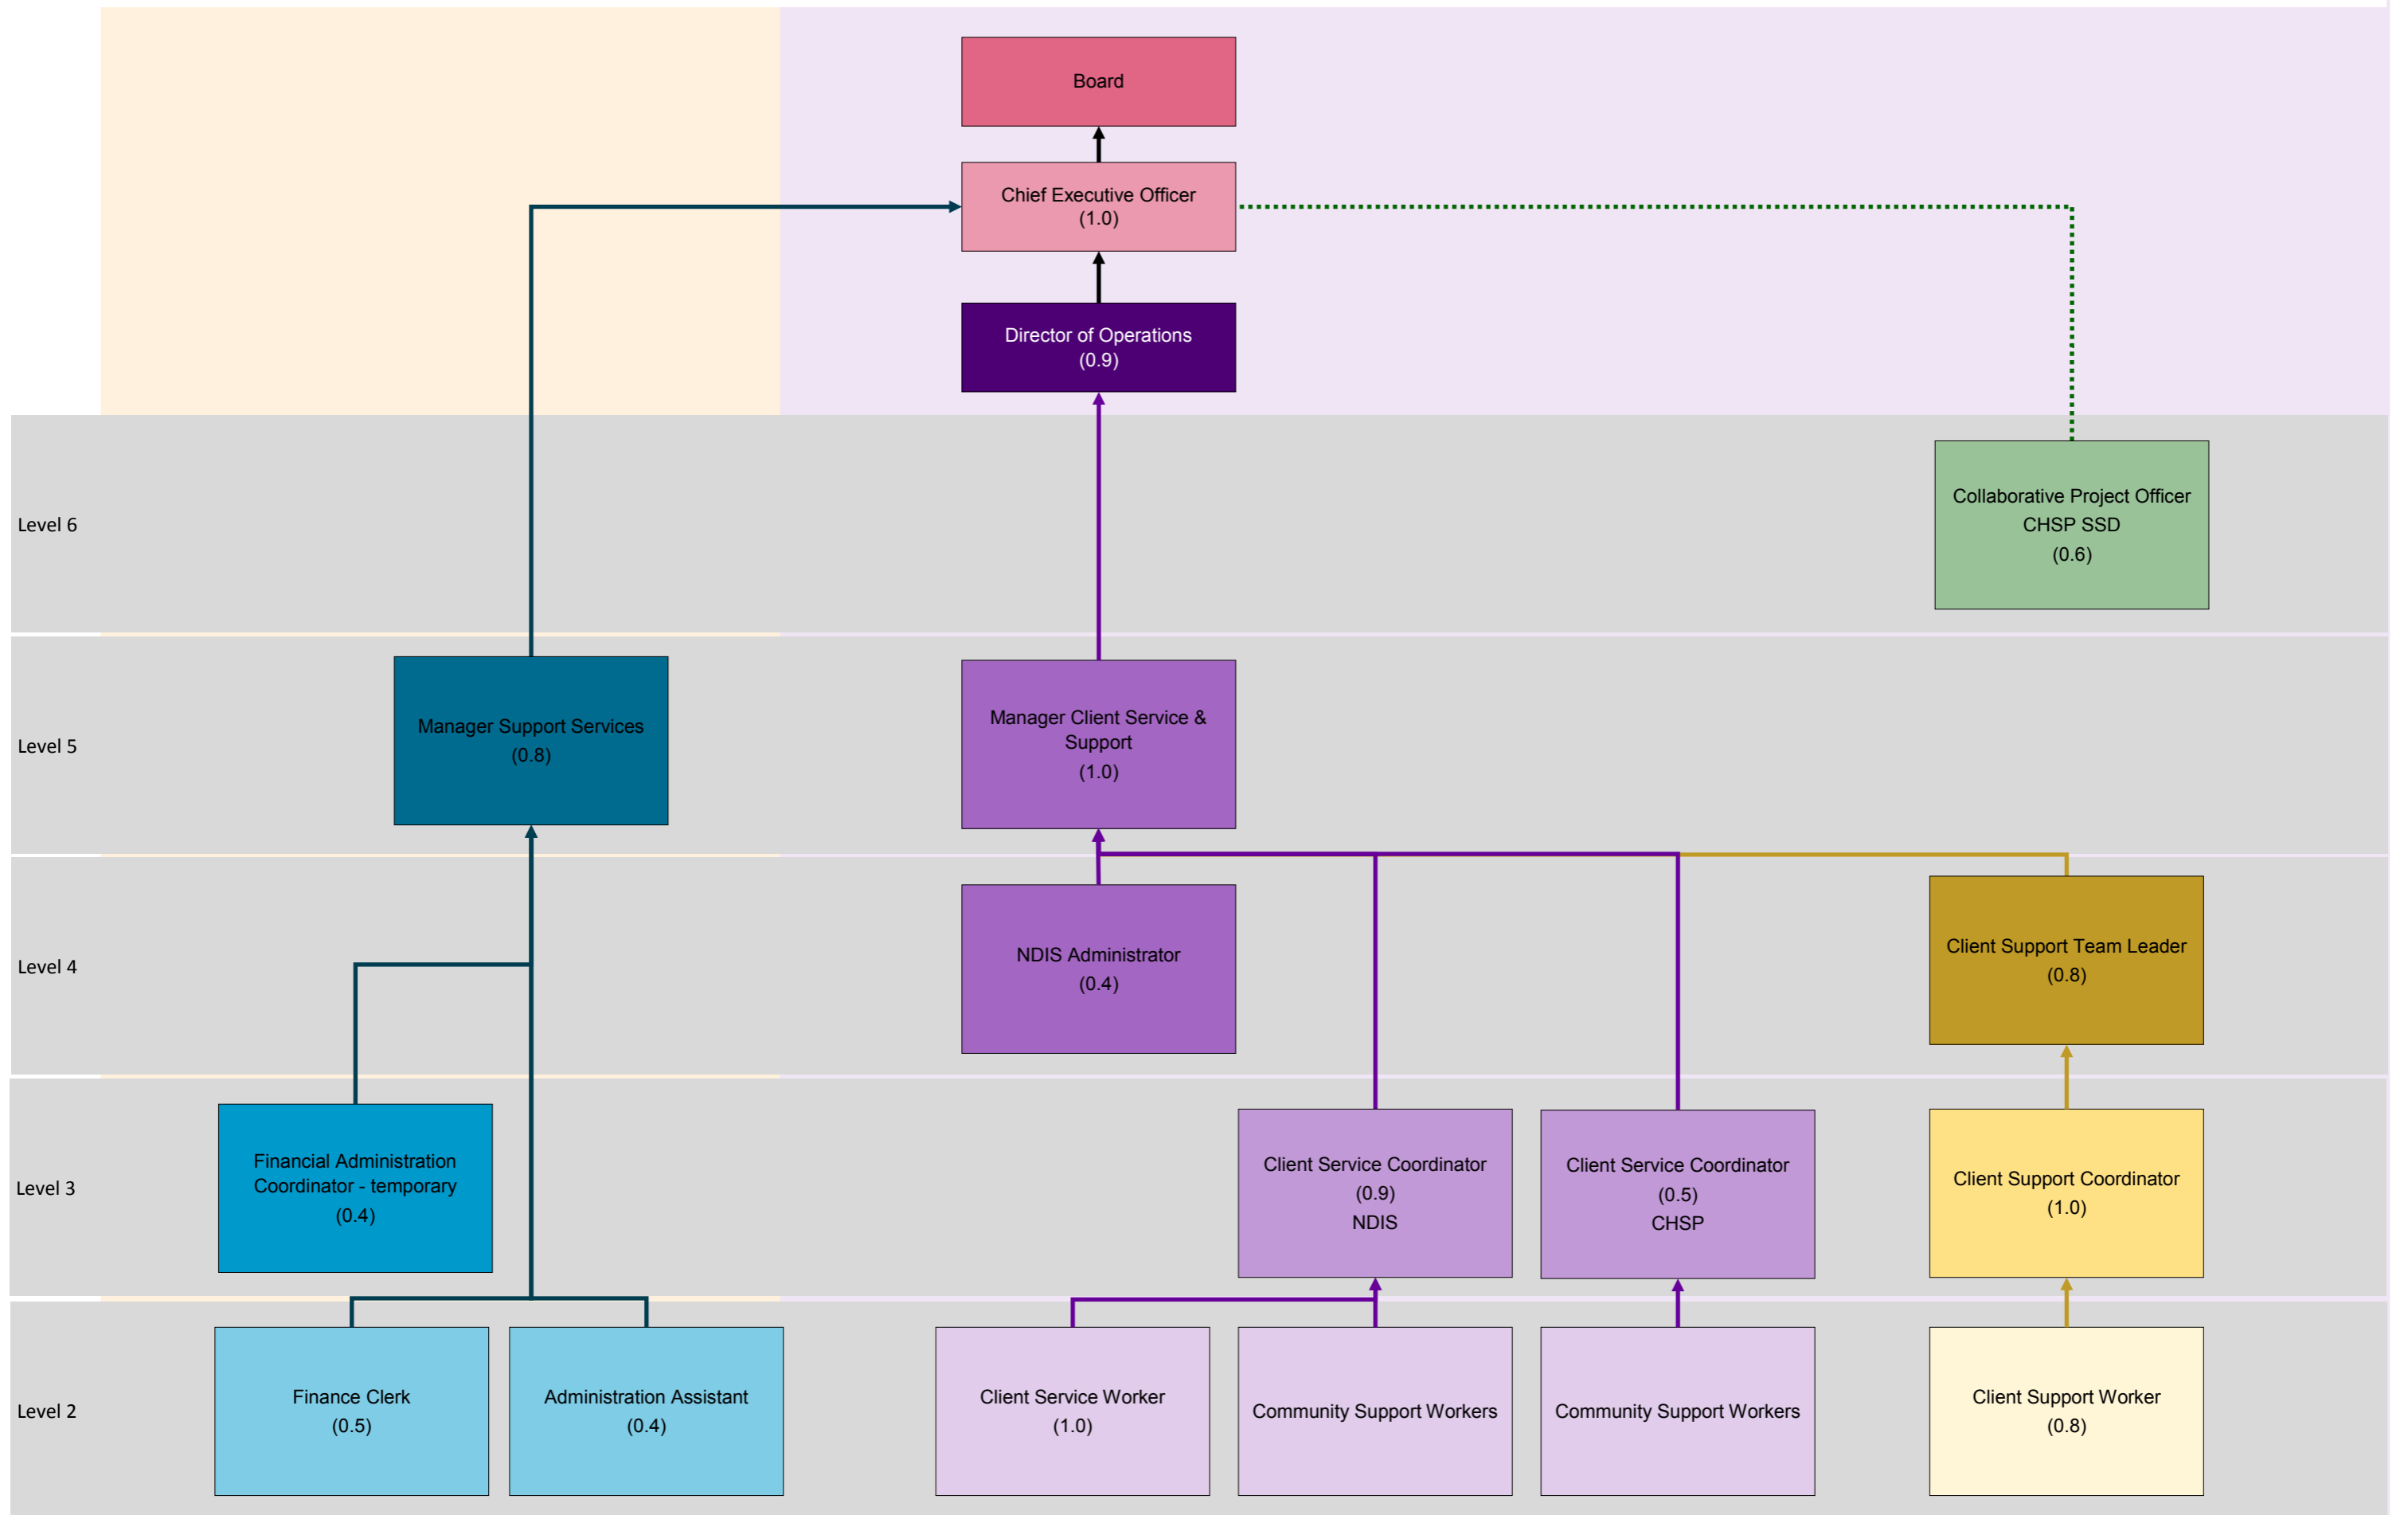 Board
Chief Executive Officer
(1.0)
Director of Operations
(0.9)
Level 6
Collaborative Project Officer
CHSP SSD
(0.6)
Level 5
Manager Support Services
(0.8)
Manager Client Service &
Support
(1.0)
Level 4
NDIS Administrator
(0.4)
Client Support Team Leader
(0.8)
Level 3
Financial Administration
Coordinator - temporary
(0.4)
Client Service Coordinator
(0.9)
NDIS
Client Service Coordinator
(0.5)
CHSP
Client Support Coordinator
(1.0)
Level 2
Finance Clerk
(0.5)
Administration Assistant
(0.4)
Client Service Worker
(1.0)
Community Support Workers
Community Support Workers
Client Support Worker
(0.8)